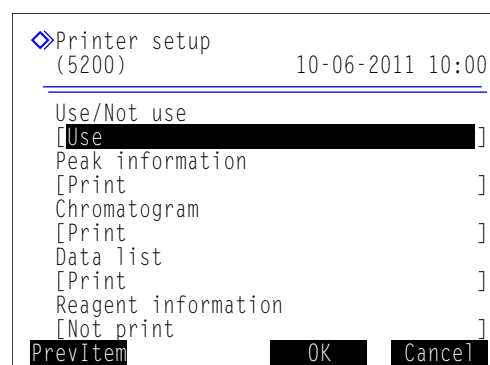 Printer setup
(5200) 10-06-2011 10:00
Use/Not use
[Use ]
Peak information
[Print ]
Chromatogram
[Print ]
Data list
[Print ]
Reagent information
[Not print ]
PrevItem OK Cancel